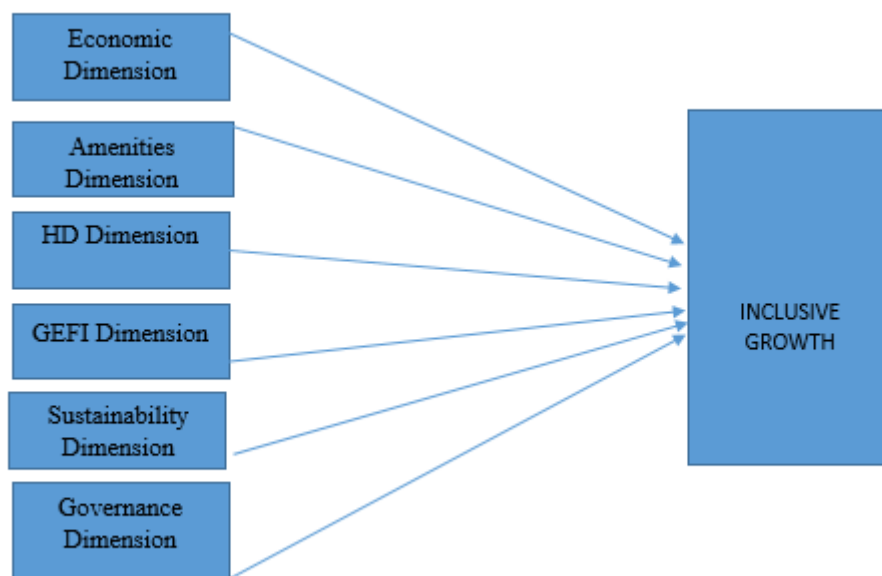 Economic
Dimension
Amenities
Dimension
HD Dimension
GEFI Dimension
Sustainability
Dimension
Governance
Dimension
INCLUSIVE
GROWTH